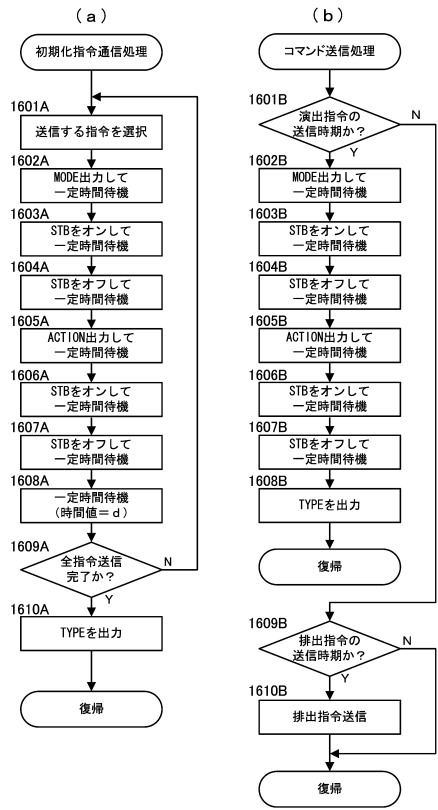 (a)
初期化指令通信処理
1601A
送信する指令を選択
1602A
MODE出力して
一定時間待機
1603A
STBをオンして
一定時間待機
1604A
STBをオフして
一定時間待機
1605A
ACTION出力して
一定時間待機
1606A
STBをオンして
一定時間待機
1607A
STBをオフして
一定時間待機
1608A
一定時間待機
(時間値=d)
1609A
全指令送信
完了か?
N
Y
1610A
TYPEを出力
復帰
(b)
コマンド送信処理
1601B
演出指令の
送信時期か?
N
Y
1602B
MODE出力して
一定時間待機
1603B
STBをオンして
一定時間待機
1604B
STBをオフして
一定時間待機
1605B
ACTION出力して
一定時間待機
1606B
STBをオンして
一定時間待機
1607B
STBをオフして
一定時間待機
1608B
TYPEを出力
復帰
1609B
排出指令の
送信時期か?
N
Y
1610B
排出指令送信
復帰